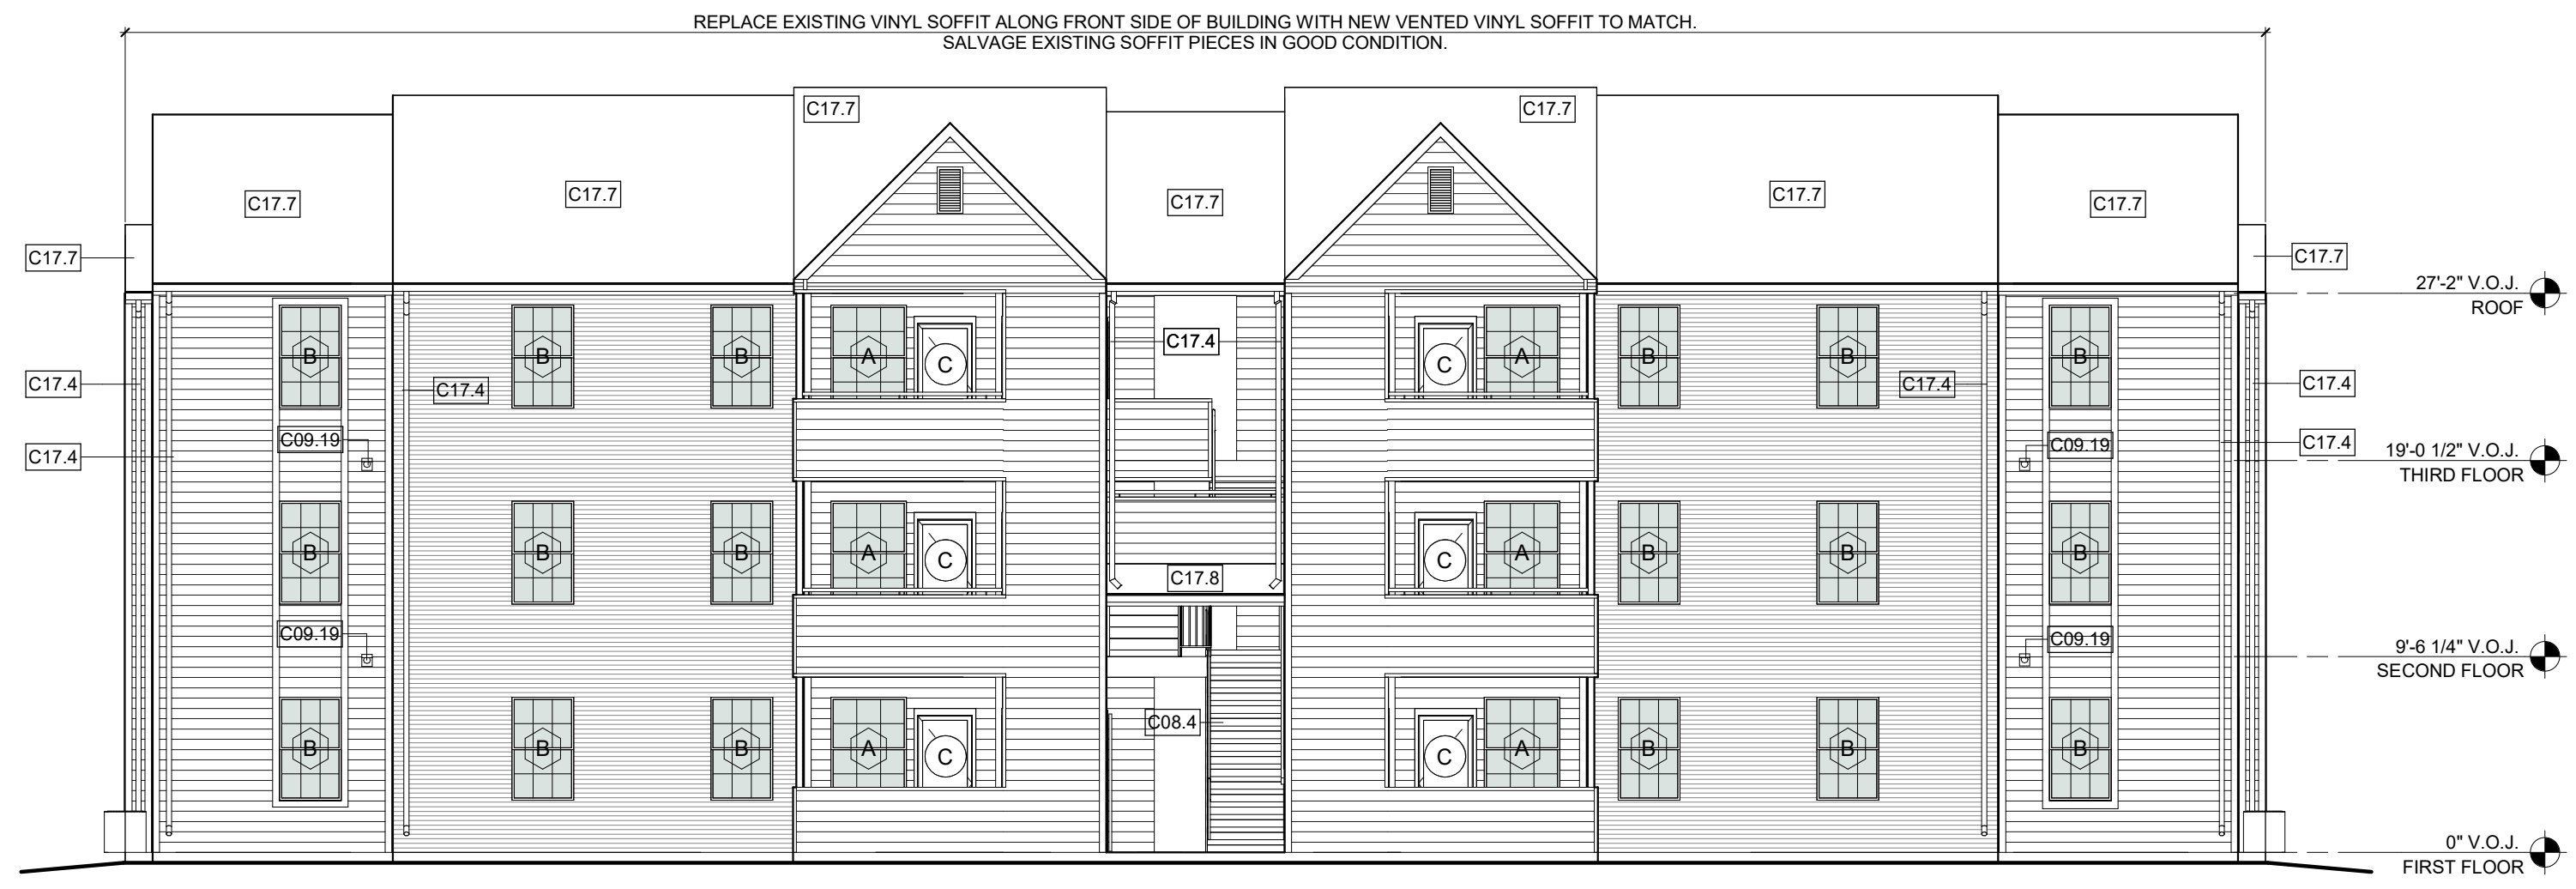 REPLACE EXISTING VINYL SOFFIT ALONG FRONT SIDE OF BUILDING WITH NEW VENTED VINYL SOFFIT TO MATCH.
SALVAGE EXISTING SOFFIT PIECES IN GOOD CONDITION.
C17.7
C17.7
C17.7
C17.7
C17.7
C17.7
C17.7
C17.7
C17.7
27'-2" V.O.J.
ROOF
C17.4
B
B
B
A
C
C
A
B
B
B
C17.4
C17.4
C17.4
C17.4
C17.4
C09.19
C09.19
C17.4
C17.4
19'-0 1/2" V.O.J.
THIRD FLOOR
B
B
B
A
C
C
A
B
B
B
C17.8
C09.19
C09.19
9'-6 1/4" V.O.J.
SECOND FLOOR
C08.4
B
B
B
A
C
C
A
B
B
B
0" V.O.J.
FIRST FLOOR